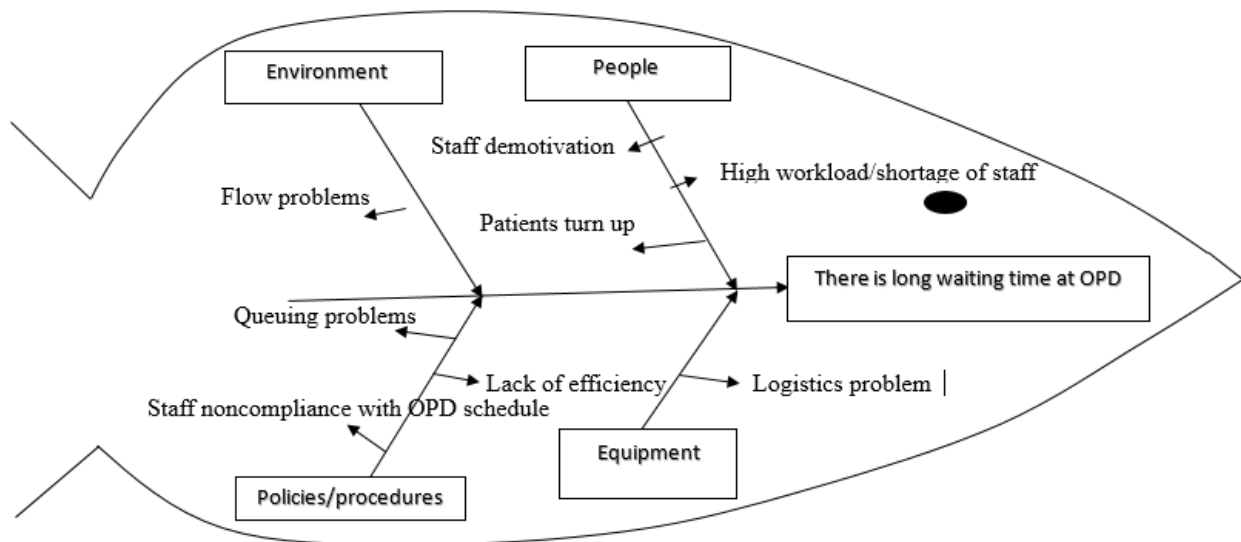 Environment
People
Staff demotivation
High workload/shortage of staff
Flow problems
Patients turn up
There is long waiting time at OPD
Queuing problems
Lack of efficiency
Logistics problem
Staff noncompliance with OPD schedule
Equipment
Policies/procedures